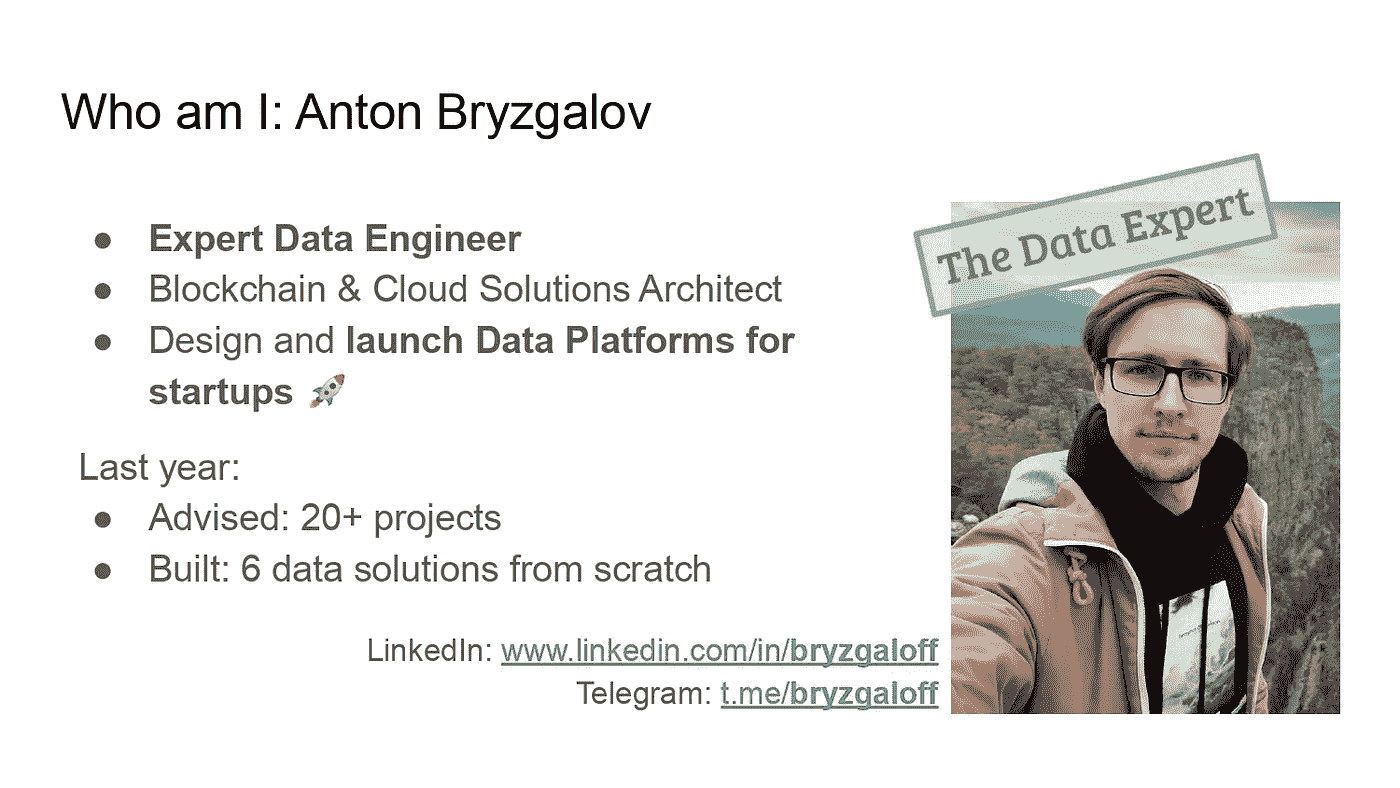 Who am I: Anton Bryzgalov
The Data Expert
● Expert Data Engineer
● Blockchain & Cloud Solutions Architect
● Design and launch Data Platforms for
startups 🚀
Last year:
● Advised: 20+ projects
● Built: 6 data solutions from scratch
LinkedIn: www.linkedin.com/in/bryzgaloff
Telegram: t.me/bryzgaloff